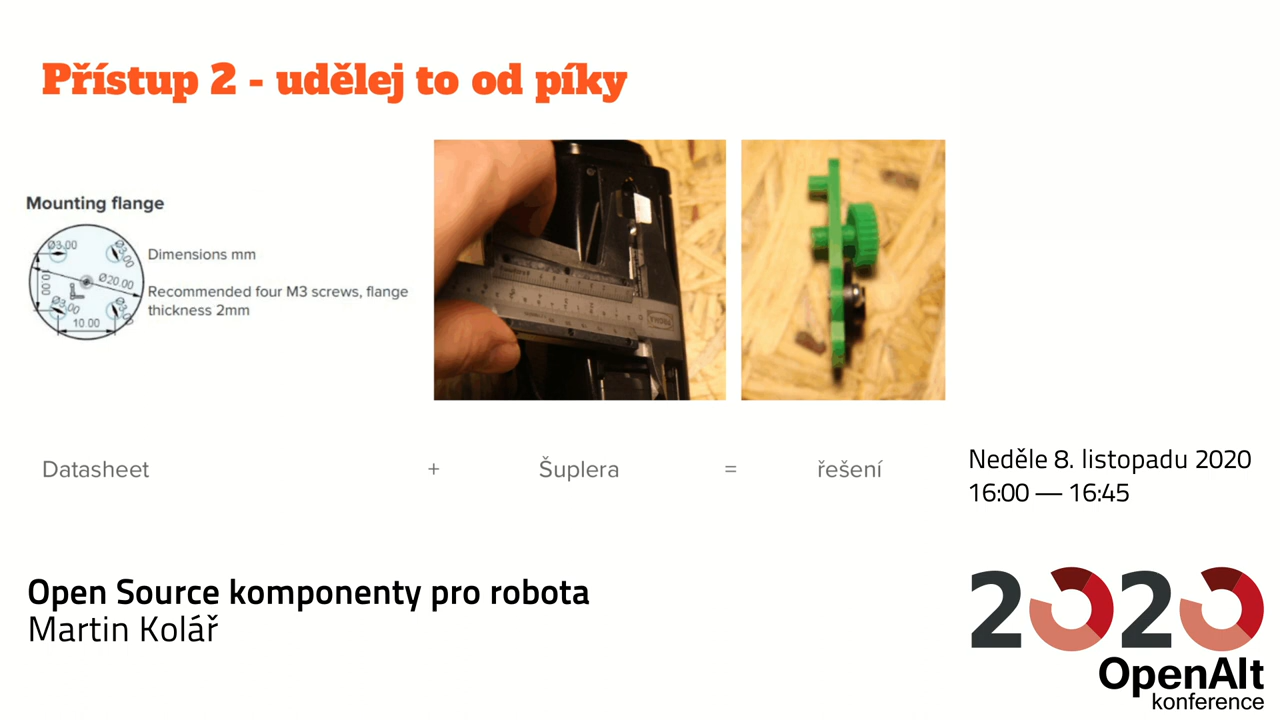 Přístup 2 - udělej to od píky
Mounting flange
Ø3.00
Ø3.00
Dimensions mm
Ø20.00
10.00
Recommended four M3 screws, flange
thickness 2mm
Ø3.00
Ø3.00
10.00
Datasheet + Šuplera = řešení
Neděle 8. listopadu 2020
16:00 — 16:45
Open Source komponenty pro robota
Martin Kolář
2020
OpenAlt
konference